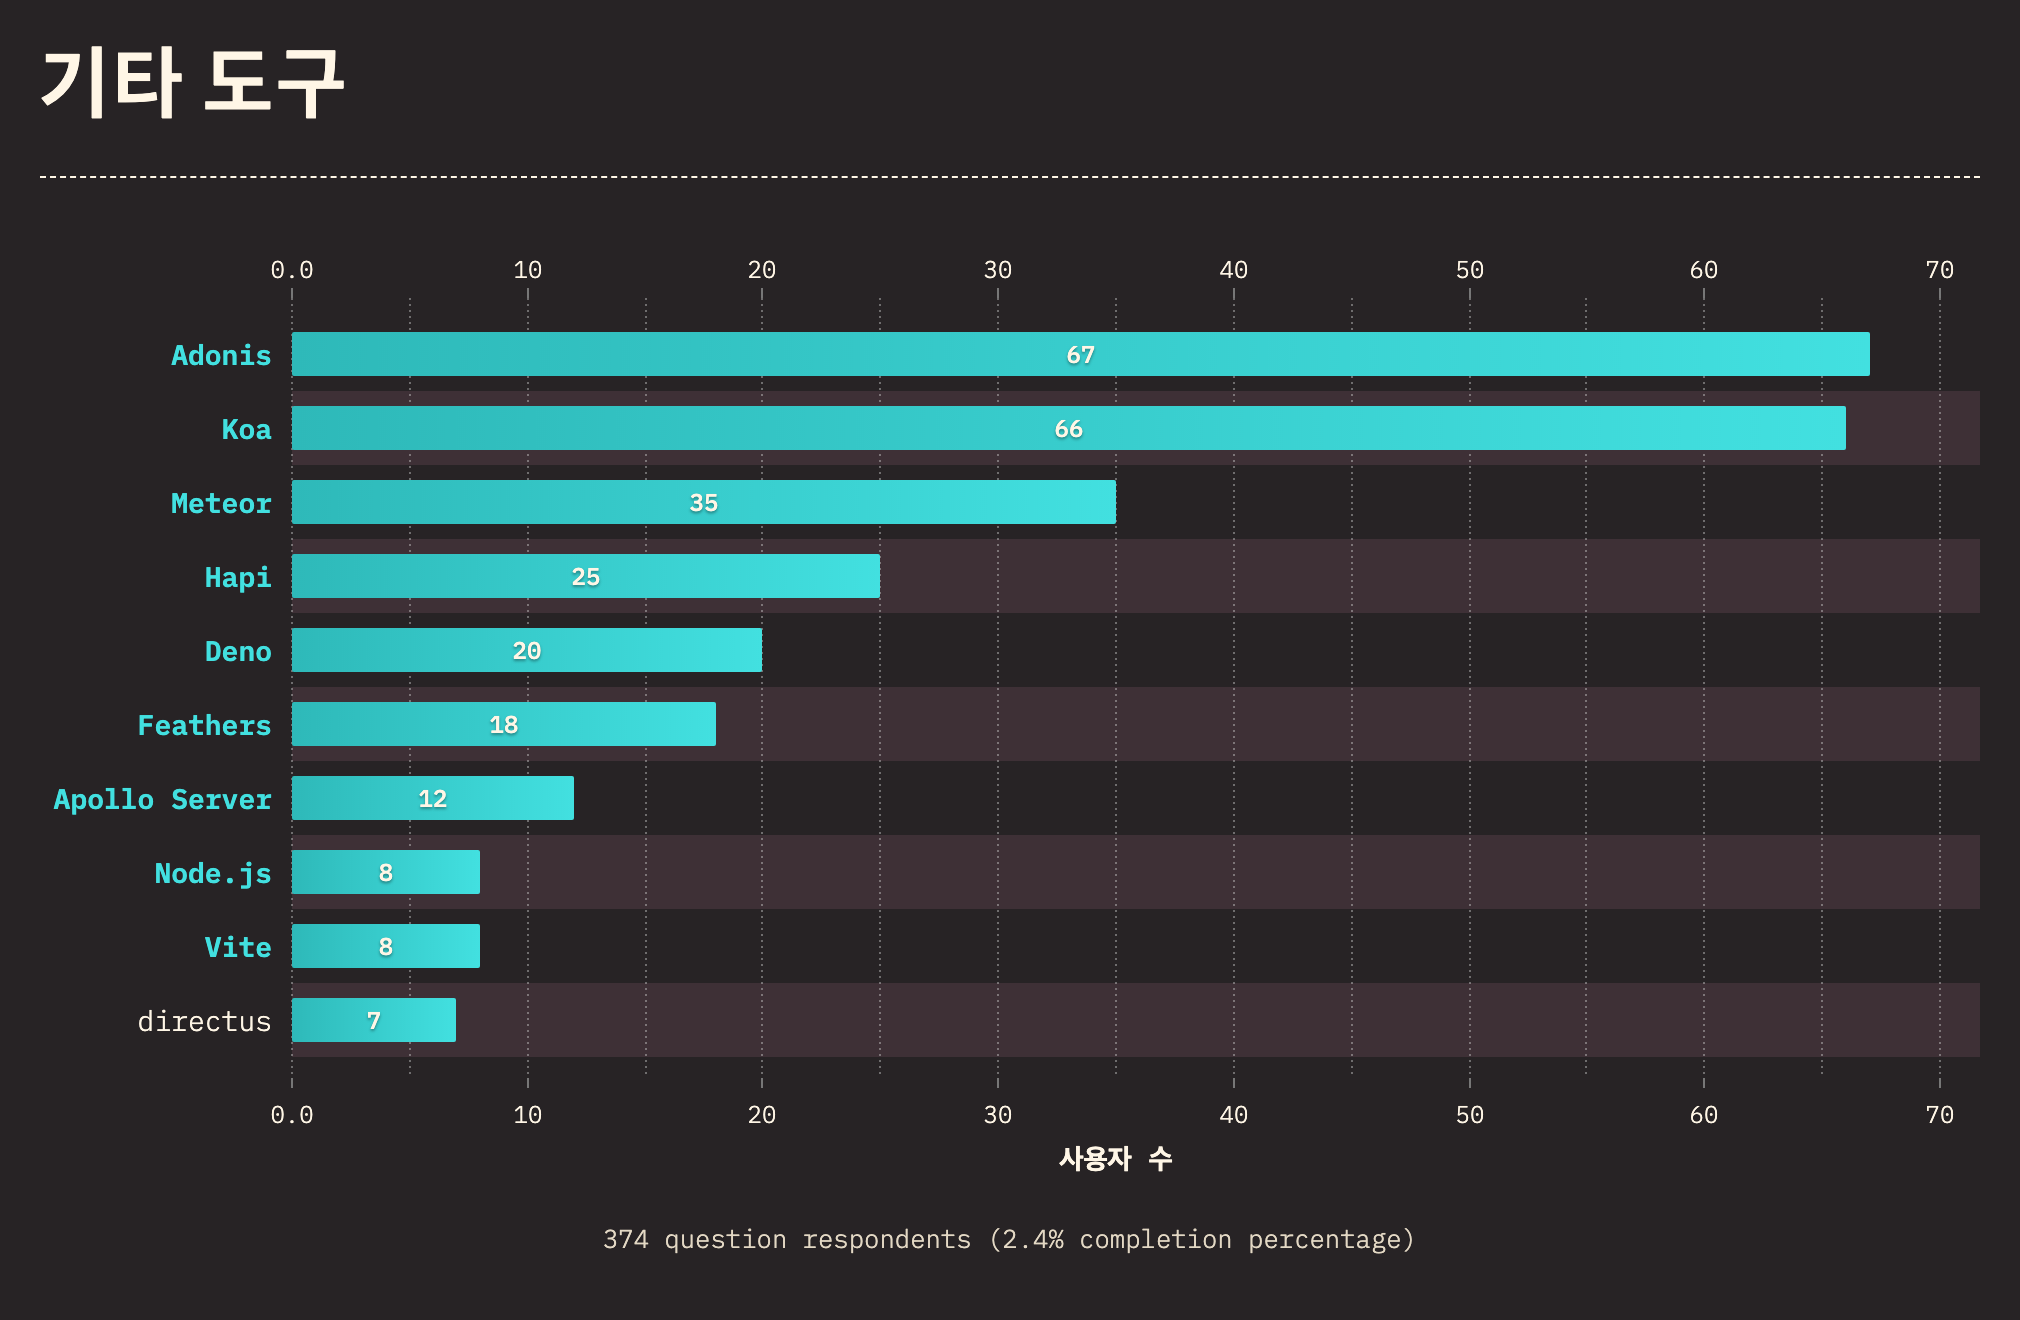 기타 도구
0.0 10 20 30 40 50 60 70
Adonis 67
Koa 66
Meteor 35
Hapi 25
Deno 20
Feathers 18
Apollo Server 12
Node.js 8
Vite 8
directus 7
0.0 10 20 30 40 50 60 70
사용자 수
374 question respondents (2.4% completion percentage)